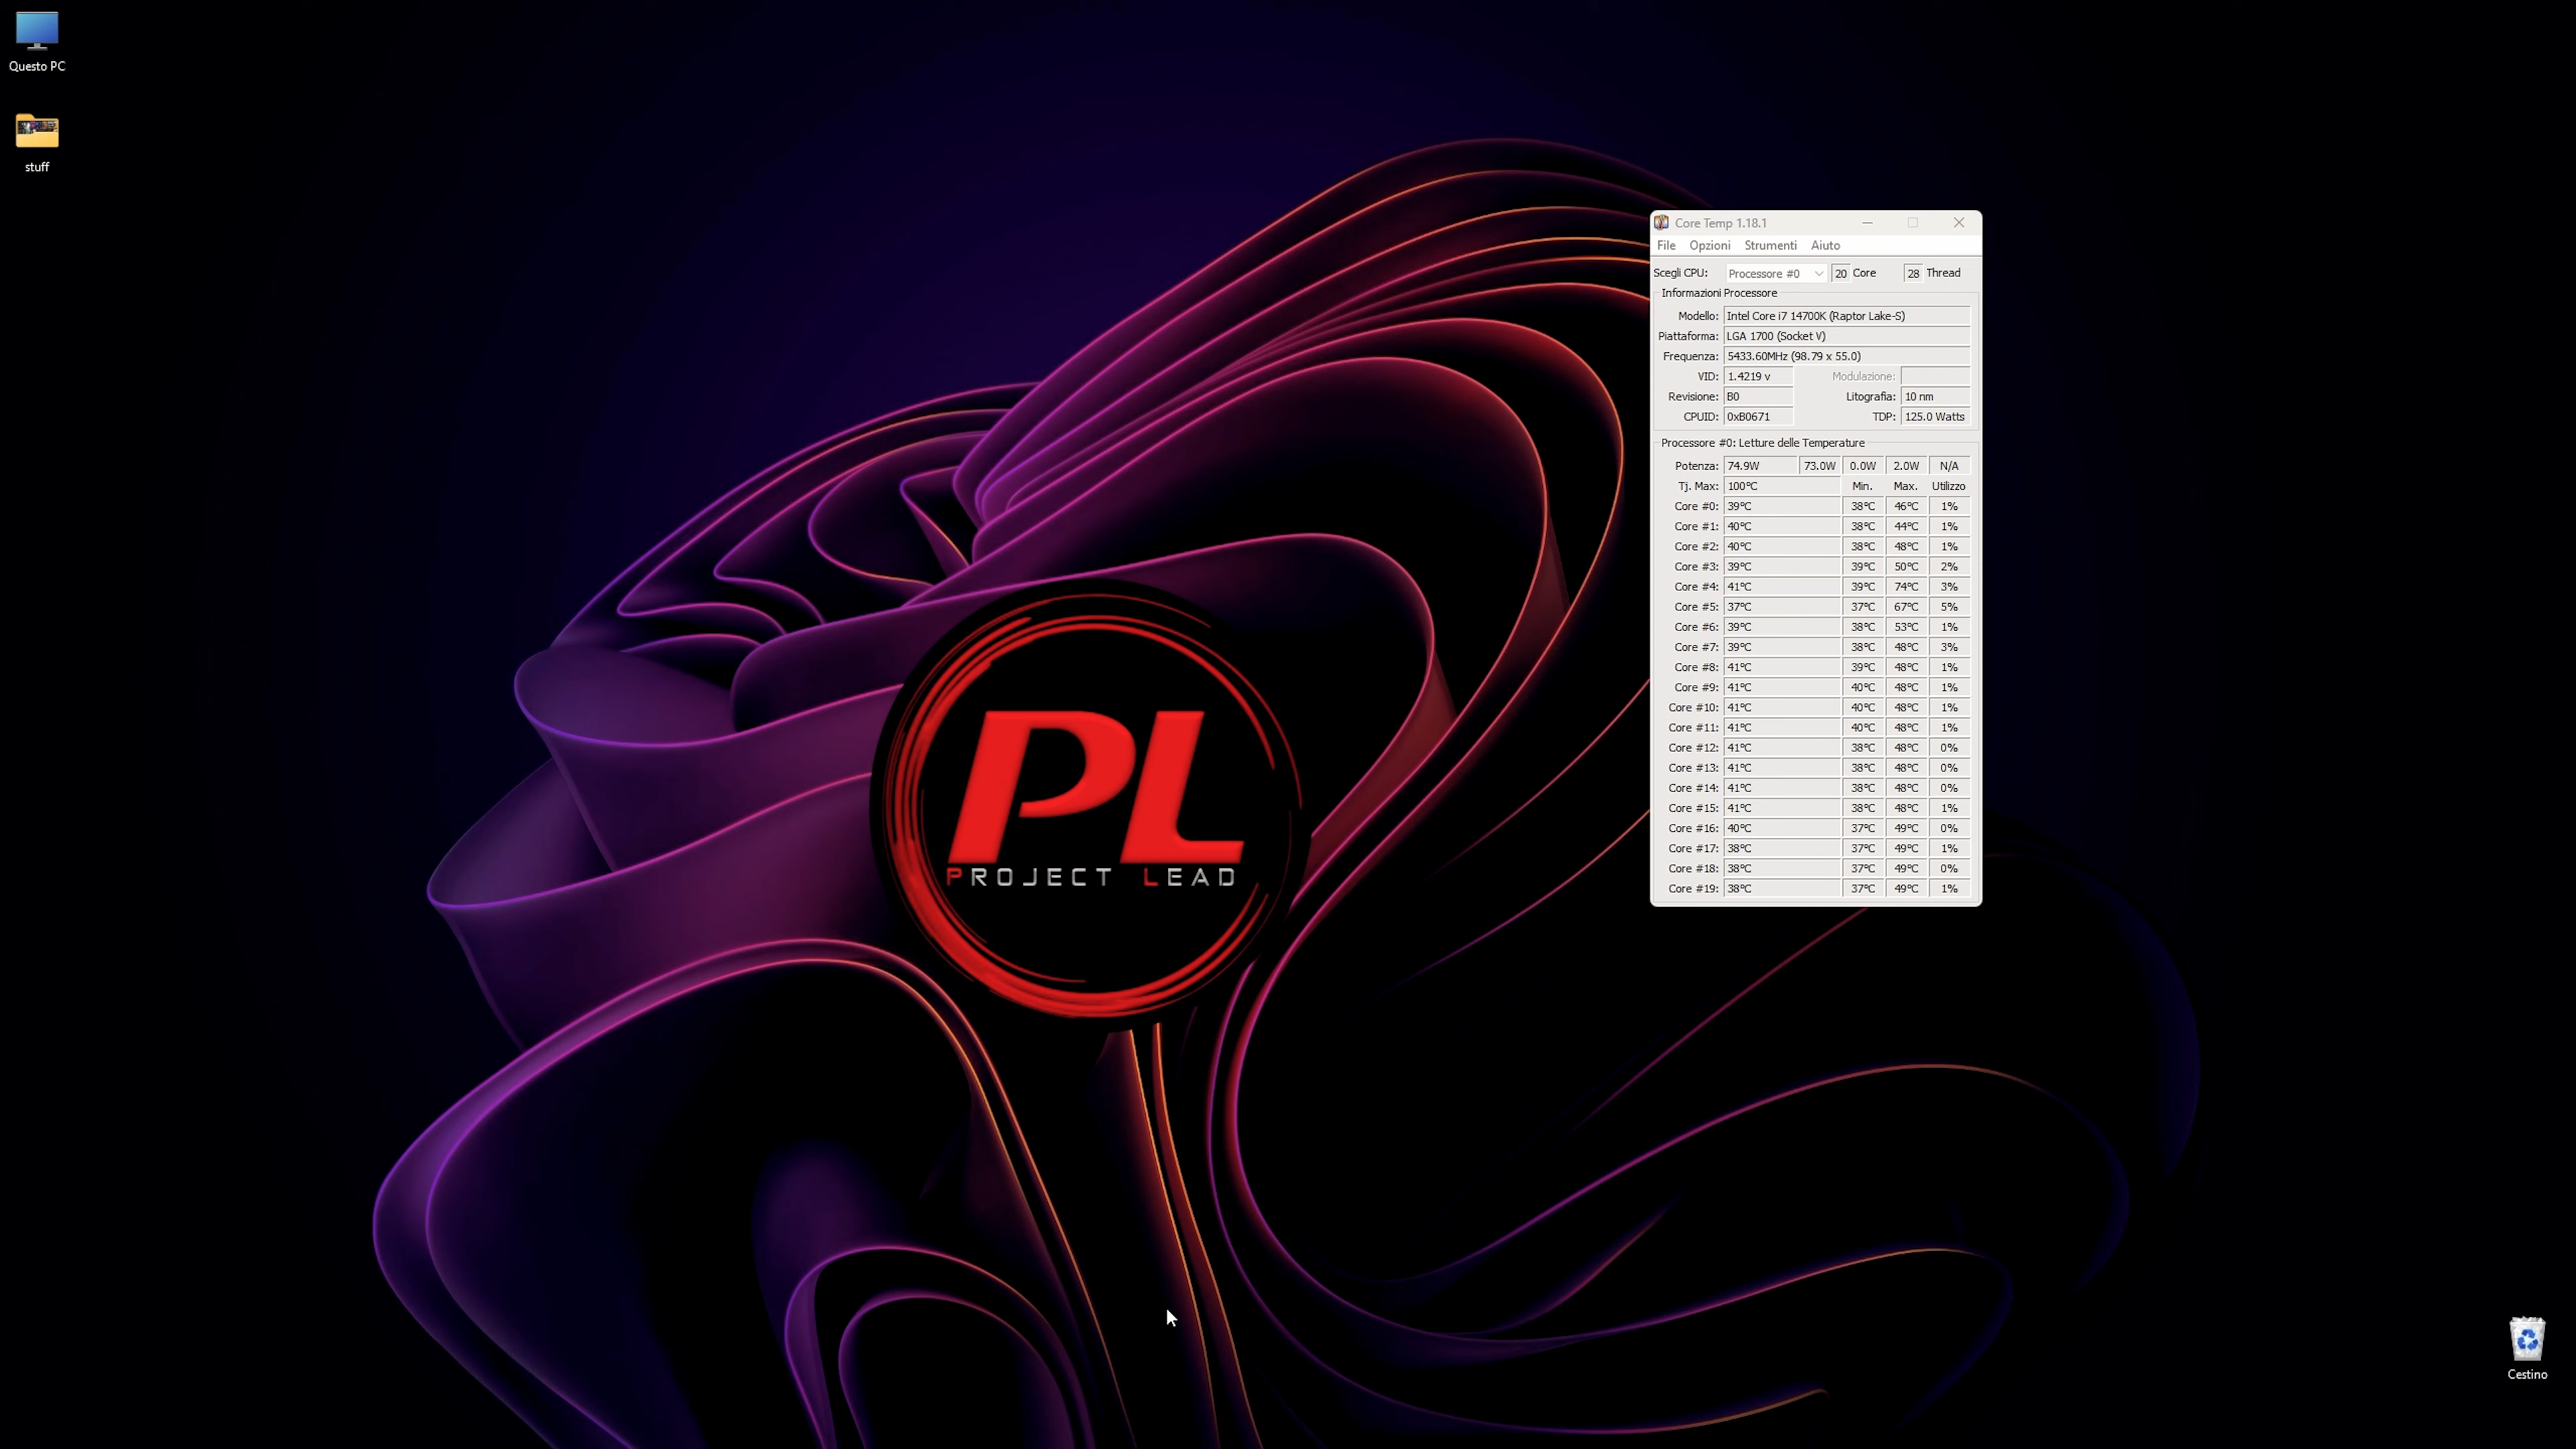 Questo PC
stuff
PL
PROJECT LEAD
Core Temp 1.18.1
File Opzioni Strumenti Aiuto
Scegli CPU: Processore #0 20 Core 28 Thread
Informazioni Processore
Modello: Intel Core i7 14700K (Raptor Lake-S)
Piattaforma: LGA 1700 (Socket V)
Frequenza: 5433.60MHz (98.79 x 55.0)
VID: 1.4219 v Modulazione:
Revisione: B0 Litografia: 10 nm
CPUID: 0xB0671 TDP: 125.0 Watts
Processore #0: Letture delle Temperature
Potenza: 74.9W 73.0W 0.0W 2.0W N/A
Tj. Max: 100°C Min. Max. Utilizzo
Core #0: 39°C 38°C 46°C 1%
Core #1: 40°C 38°C 44°C 1%
Core #2: 40°C 38°C 48°C 1%
Core #3: 39°C 39°C 50°C 2%
Core #4: 41°C 39°C 74°C 3%
Core #5: 37°C 37°C 67°C 5%
Core #6: 39°C 38°C 53°C 1%
Core #7: 39°C 38°C 48°C 3%
Core #8: 41°C 39°C 48°C 1%
Core #9: 41°C 40°C 48°C 1%
Core #10: 41°C 40°C 48°C 1%
Core #11: 41°C 40°C 48°C 1%
Core #12: 41°C 38°C 48°C 0%
Core #13: 41°C 38°C 48°C 0%
Core #14: 41°C 38°C 48°C 0%
Core #15: 41°C 38°C 48°C 1%
Core #16: 40°C 37°C 49°C 0%
Core #17: 38°C 37°C 49°C 1%
Core #18: 38°C 37°C 49°C 0%
Core #19: 38°C 37°C 49°C 1%
Cestino